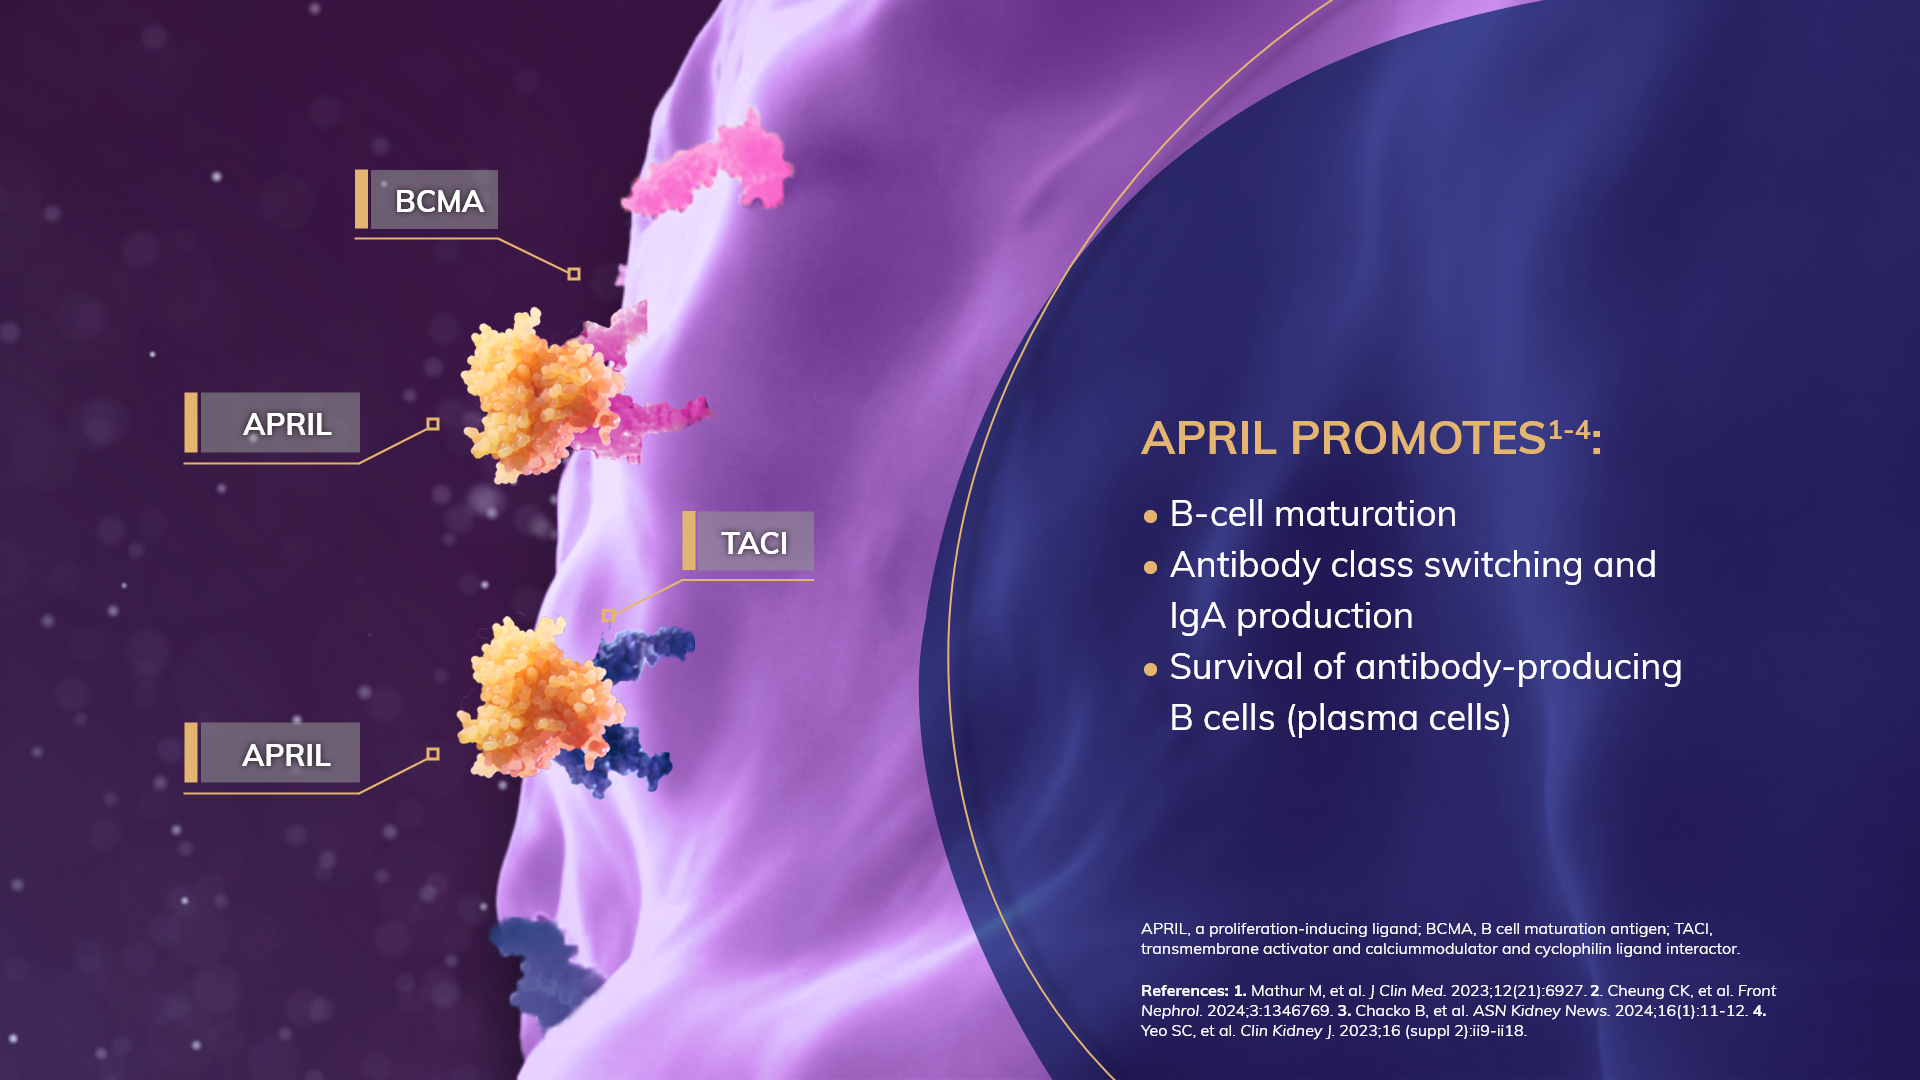 BCMA
APRIL
TACI
APRIL
APRIL PROMOTES¹⁻⁴:
• B-cell maturation
• Antibody class switching and
IgA production
• Survival of antibody-producing
B cells (plasma cells)
APRIL, a proliferation-inducing ligand; BCMA, B cell maturation antigen; TACI,
transmembrane activator and calciummodulator and cyclophilin ligand interactor.
References: 1. Mathur M, et al. J Clin Med. 2023;12(21):6927. 2. Cheung CK, et al. Front
Nephrol. 2024;3:1346769. 3. Chacko B, et al. ASN Kidney News. 2024;16(1):11-12. 4.
Yeo SC, et al. Clin Kidney J. 2023;16 (suppl 2):ii9-ii18.